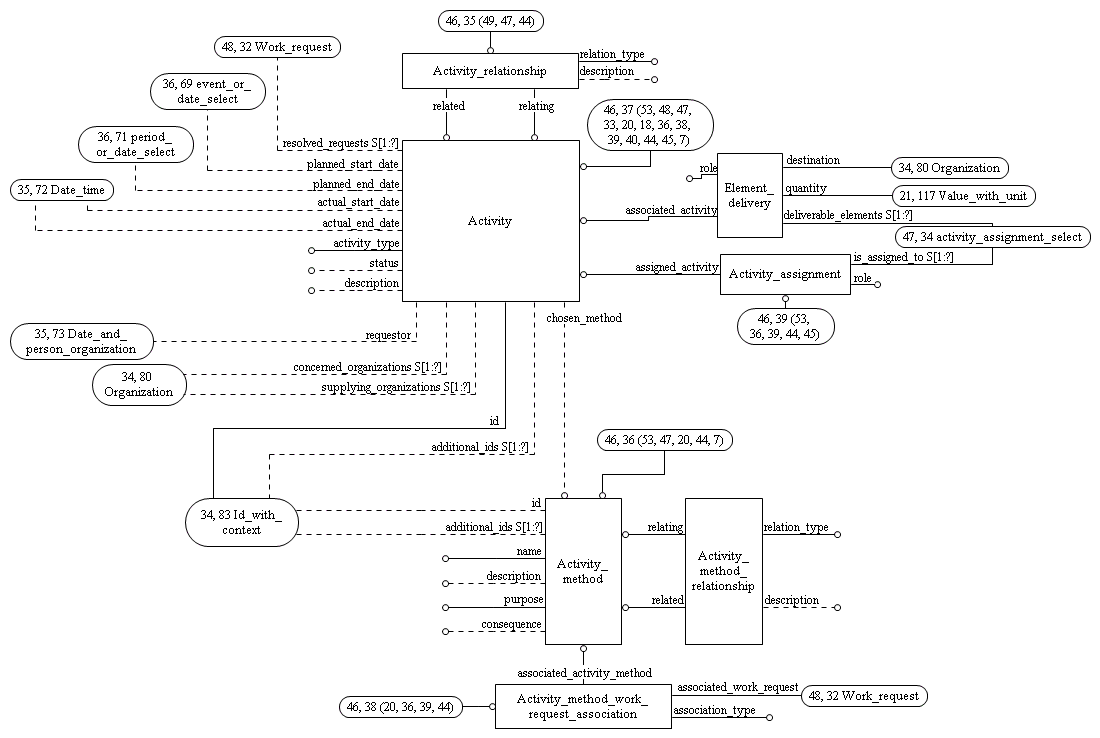 46, 35 (49, 47, 44)
48, 32 Work_request
relation_type
Activity_relationship
description
36, 69 event_or_
date_select
related
relating
46, 37 (53, 48, 47,
33, 20, 18, 36, 38,
39, 40, 44, 45, 7)
36, 71 period_
or_date_select
resolved_requests S[1:?]
planned_start_date
planned_end_date
35, 72 Date_time
actual_start_date
actual_end_date
activity_type
status
description
Activity
role
Element_
delivery
destination
34, 80 Organization
quantity
21, 117 Value_with_unit
associated_activity
deliverable_elements S[1:?]
47, 34 activity_assignment_select
is_assigned_to S[1:?]
assigned_activity
Activity_assignment
role
46, 39 (53,
36, 39, 44, 45)
chosen_method
35, 73 Date_and_
person_organization
requestor
34, 80
Organization
concerned_organizations S[1:?]
supplying_organizations S[1:?]
id
additional_ids S[1:?]
46, 36 (53, 47, 20, 44, 7)
34, 83 Id_with_
context
id
additional_ids S[1:?]
name
description
purpose
consequence
Activity_
method
relating
related
Activity_
method_
relationship
relation_type
description
associated_activity_method
46, 38 (20, 36, 39, 44)
Activity_method_work_
request_association
associated_work_request
48, 32 Work_request
association_type